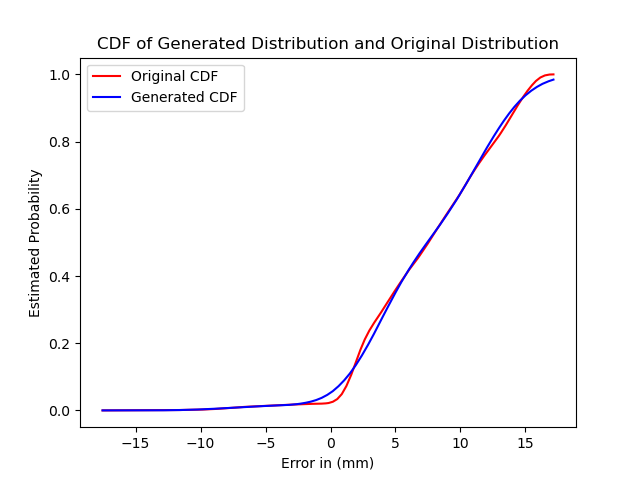 CDF of Generated Distribution and Original Distribution
Original CDF
Generated CDF
1.0
0.8
0.6
0.4
0.2
0.0
Estimated Probability
−15
−10
−5
0
5
10
15
Error in (mm)